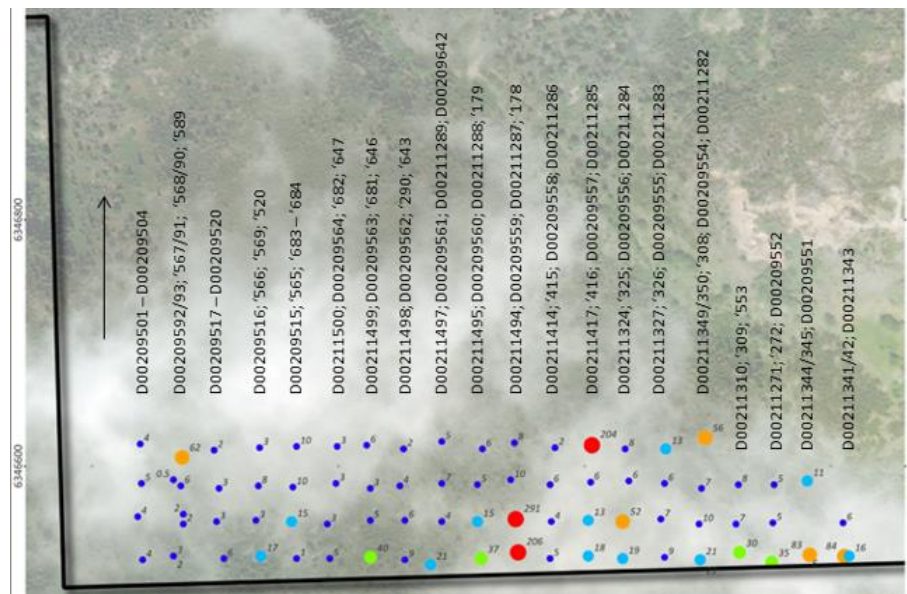 D00209501 – D00209504
D00209592/93; '567/91; '568/90; '589
D00209517 – D00209520
D00209516; '566; '569; '520
D00209515; '565; '683 – '684
D00211500; D00209564; '682; '647
D00211499; D00209563; '681; '646
D00211498; D00209562; '290; '643
D00211497; D00209561; D00211289; D00209642
D00211495; D00209560; D00211288; '179
D00211494; D00209559; D00211287; '178
D00211414; '415; D00209558; D00211286
D00211417; '416; D00209557; D00211285
D00211324; '325; D00209556; D00211284
D00211327; '326; D00209555; D00211283
D00211349/350; '308; D00209554; D00211282
D00211310; '309; '553
D00211271; '272; D00209552
D00211344/345; D00209551
D00211341/42; D00211343
6346800
6346600
4 62 2 3 10 3 6 2 5 6 8 2 204 8 13 56
5 0.5 6 3 8 10 3 3 4 7 5 10 6 6 6 6 7 8 5 11
4 2 2 3 3 15 3 5 6 4 15 291 4 13 52 7 10 7 5 6
4 1 2 6 17 1 5 40 9 21 37 206 5 18 19 9 21 30 35 83 84 16